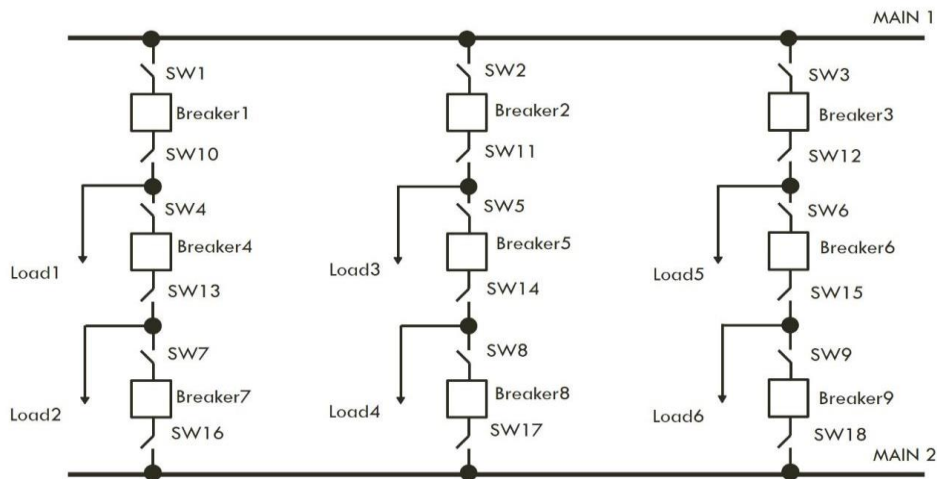 MAIN 1
SW1
SW2
SW3
Breaker1
Breaker2
Breaker3
SW10
SW11
SW12
SW4
SW5
SW6
Breaker4
Breaker5
Breaker6
Load1
Load3
Load5
SW13
SW14
SW15
SW7
SW8
SW9
Breaker7
Breaker8
Breaker9
Load2
Load4
Load6
SW16
SW17
SW18
MAIN 2